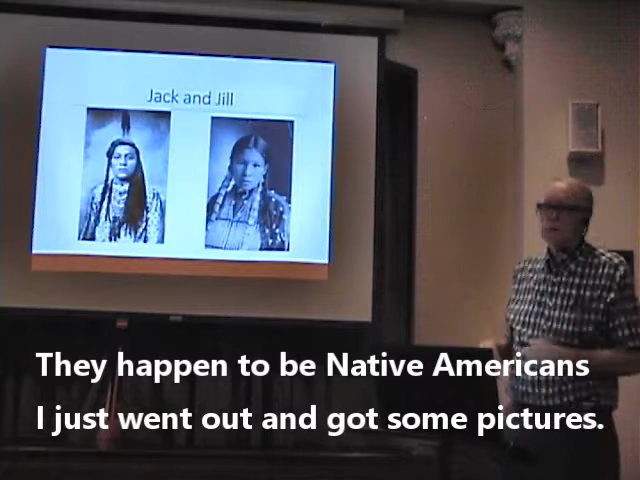 Jack and Jill
They happen to be Native Americans
I just went out and got some pictures.